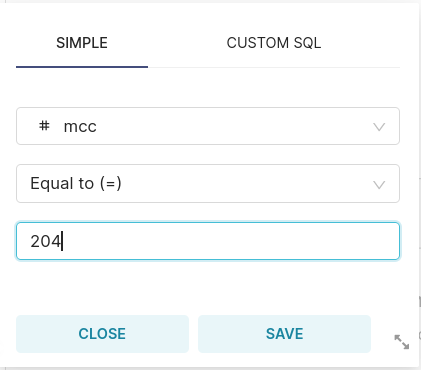 SIMPLE CUSTOM SQL
# mcc
Equal to (=)
204
CLOSE SAVE